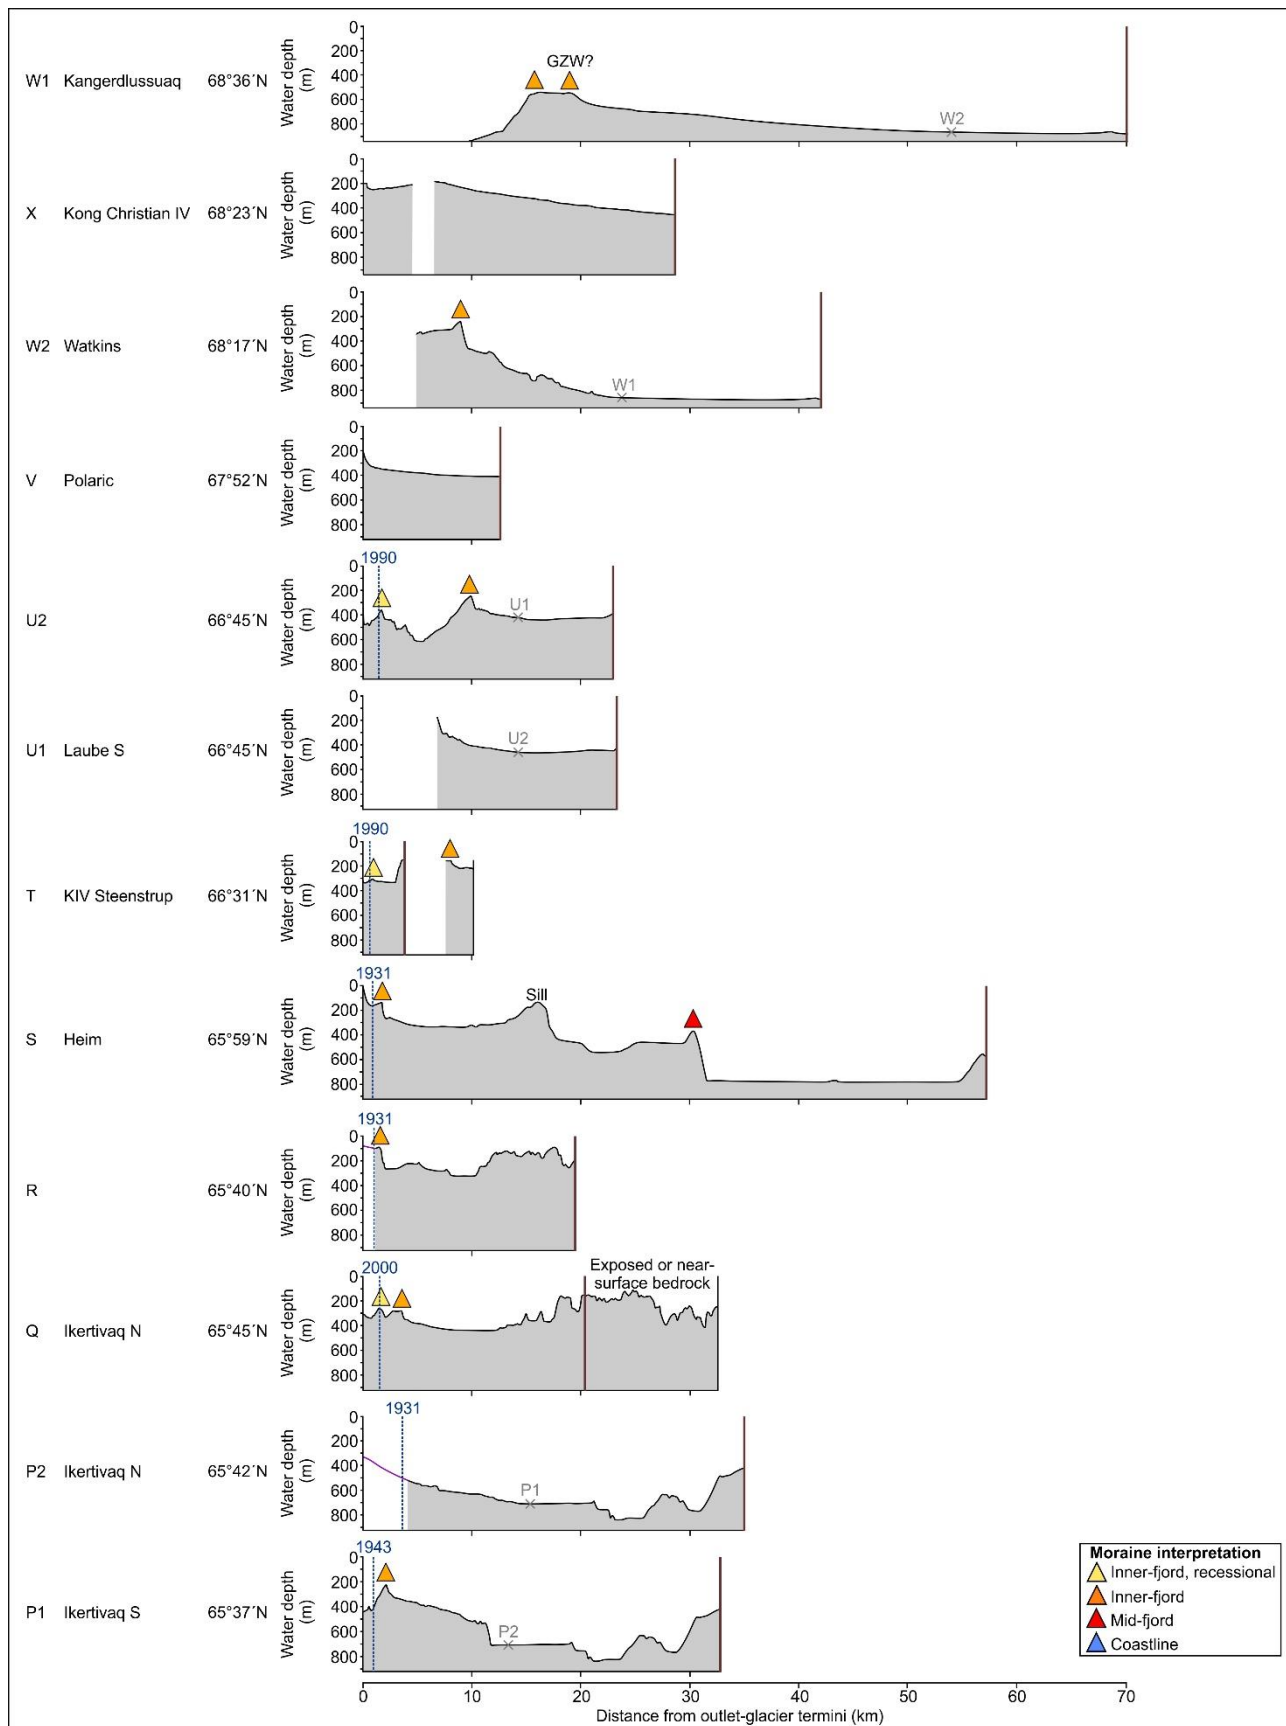 W1 Kangerdlussuaq 68°36´N
Water depth
(m)
0
200
400
600
800
GZW?
W2
X Kong Christian IV 68°23´N
Water depth
(m)
0
200
400
600
800
W2 Watkins 68°17´N
Water depth
(m)
0
200
400
600
800
W1
V Polaric 67°52´N
Water depth
(m)
0
200
400
600
800
1990
U2 66°45´N
Water depth
(m)
0
200
400
600
800
U1
U1 Laube S 66°45´N
Water depth
(m)
0
200
400
600
800
U2
1990
T KIV Steenstrup 66°31´N
Water depth
(m)
0
200
400
600
800
1931
S Heim 65°59´N
Water depth
(m)
0
200
400
600
800
Sill
1931
R 65°40´N
Water depth
(m)
0
200
400
600
800
2000
Exposed or near-
surface bedrock
Q Ikertivaq N 65°45´N
Water depth
(m)
0
200
400
600
800
1931
P2 Ikertivaq N 65°42´N
Water depth
(m)
0
200
400
600
800
P1
1943
P1 Ikertivaq S 65°37´N
Water depth
(m)
0
200
400
600
800
P2
Moraine interpretation
Inner-fjord, recessional
Inner-fjord
Mid-fjord
Coastline
0 10 20 30 40 50 60 70
Distance from outlet-glacier termini (km)